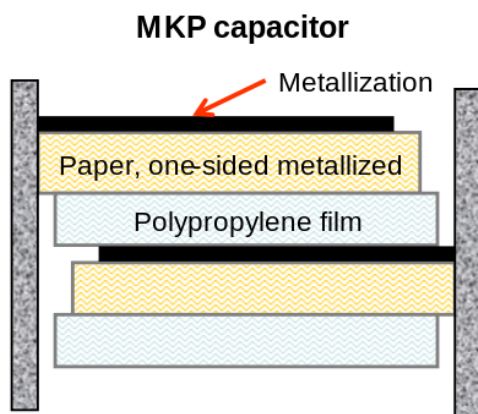 MKP capacitor
Metallization
Paper, one-sided metallized
Polypropylene film